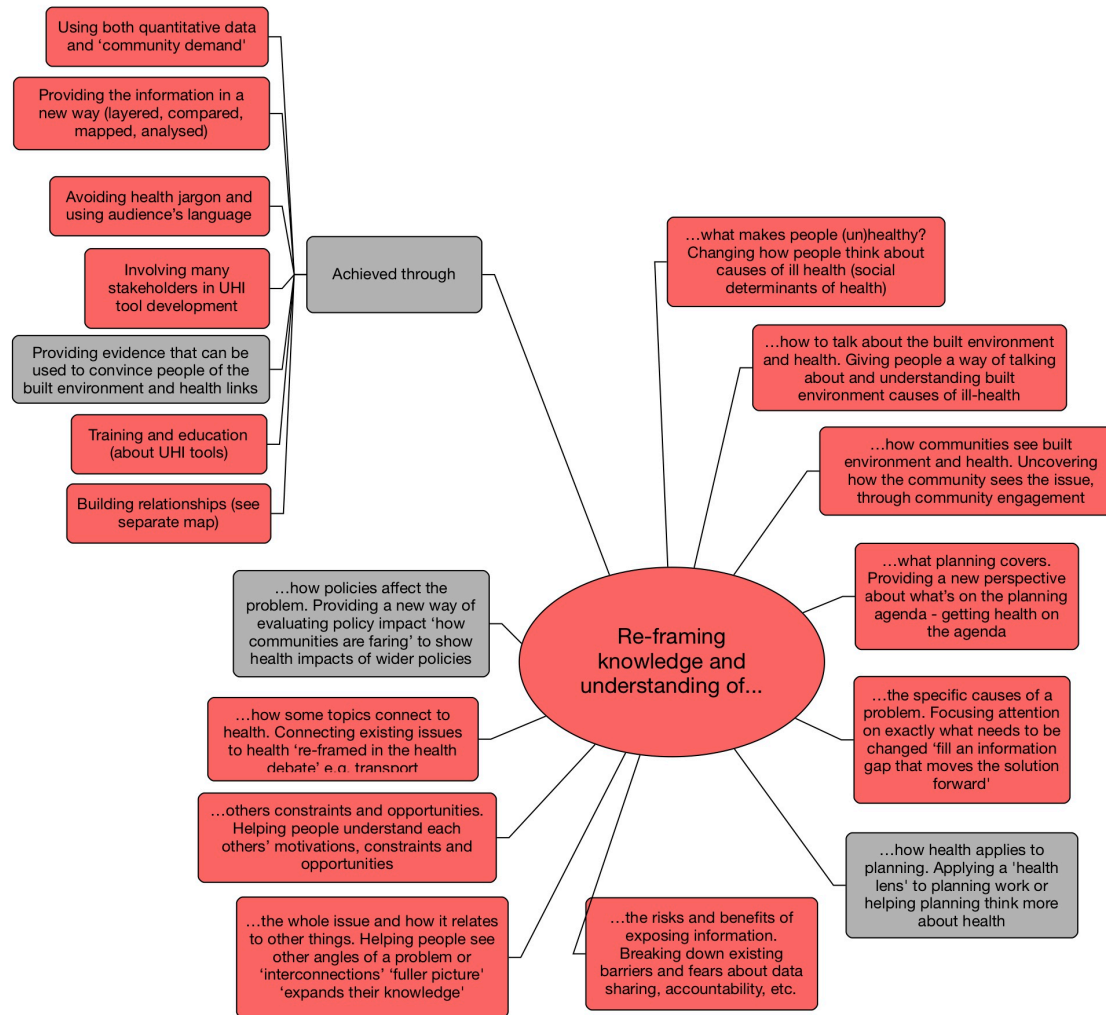 Using both quantitative data
and ‘community demand'
Providing the information in a
new way (layered, compared,
mapped, analysed)
Avoiding health jargon and
using audience’s language
Involving many
stakeholders in UHI
tool development
Providing evidence that can be
used to convince people of the
built environment and health links
Training and education
(about UHI tools)
Building relationships (see
separate map)
Achieved through
…what makes people (un)healthy?
Changing how people think about
causes of ill health (social
determinants of health)
…how to talk about the built environment
and health. Giving people a way of talking
about and understanding built
environment causes of ill-health
…how communities see built
environment and health. Uncovering
how the community sees the issue,
through community engagement
…what planning covers.
Providing a new perspective
about what’s on the planning
agenda - getting health on
the agenda
…the specific causes of a
problem. Focusing attention
on exactly what needs to be
changed ‘fill an information
gap that moves the solution
forward'
…how health applies to
planning. Applying a 'health
lens' to planning work or
helping planning think more
about health
Re-framing
knowledge and
understanding of...
…how policies affect the
problem. Providing a new way of
evaluating policy impact ‘how
communities are faring’ to show
health impacts of wider policies
…how some topics connect to
health. Connecting existing issues
to health ‘re-framed in the health
debate’ e.g. transport
…others constraints and opportunities.
Helping people understand each
others’ motivations, constraints and
opportunities
…the whole issue and how it relates
to other things. Helping people see
other angles of a problem or
‘interconnections’ ‘fuller picture'
‘expands their knowledge'
…the risks and benefits of
exposing information.
Breaking down existing
barriers and fears about data
sharing, accountability, etc.